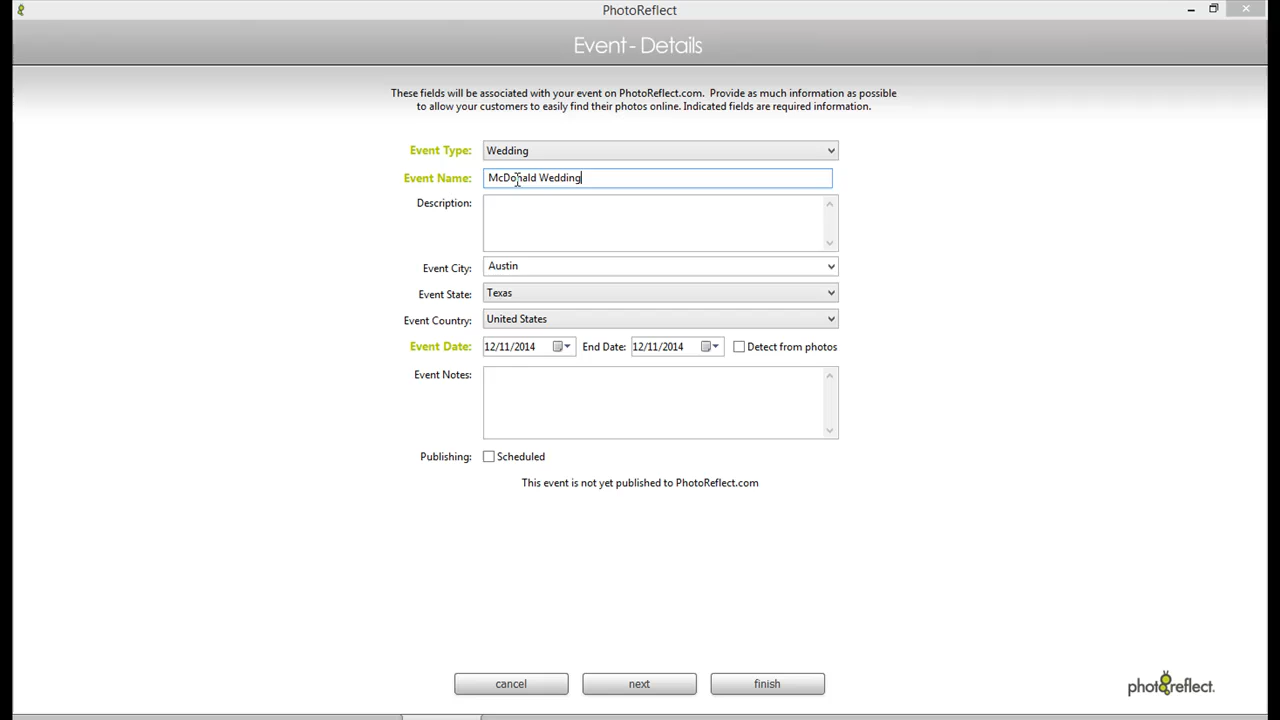 PhotoReflect
Event - Details
These fields will be associated with your event on PhotoReflect.com. Provide as much information as possible
to allow your customers to easily find their photos online. Indicated fields are required information.
Event Type: Wedding
Event Name: McDonald Wedding
Description:
Event City: Austin
Event State: Texas
Event Country: United States
Event Date: 12/11/2014 End Date: 12/11/2014 Detect from photos
Event Notes:
Publishing: Scheduled
This event is not yet published to PhotoReflect.com
cancel next finish
photoreflect.